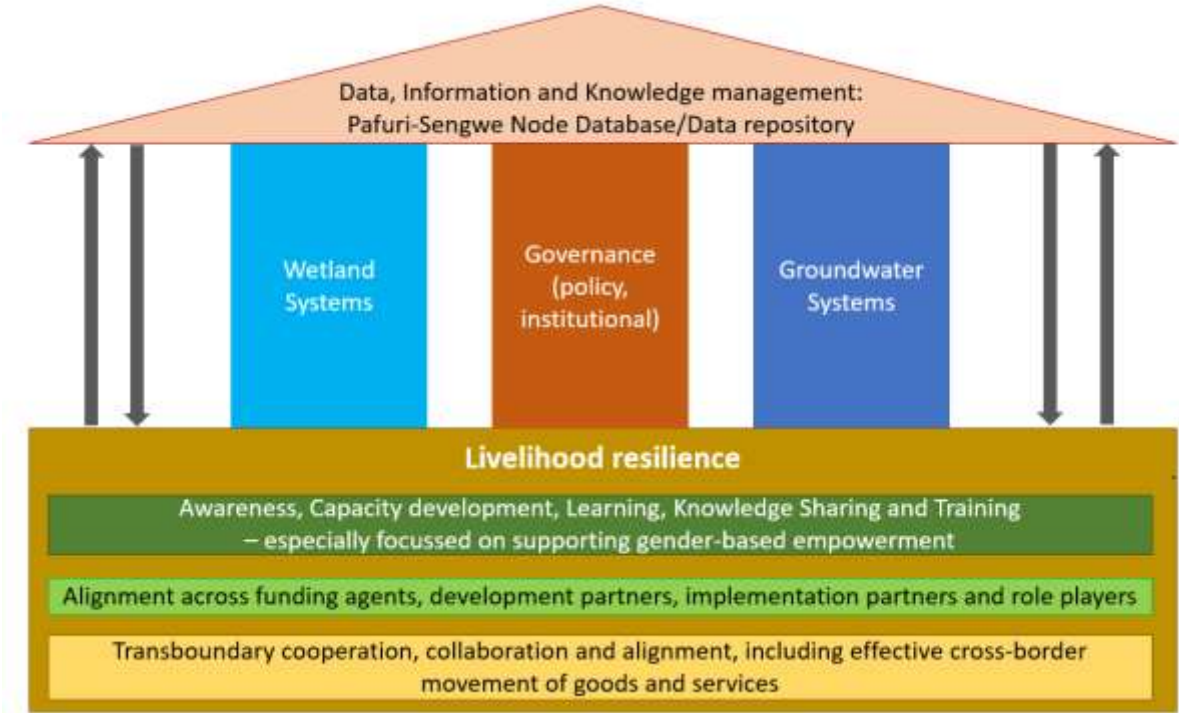 Data, Information and Knowledge management:
Pafuri-Sengwe Node Database/Data repository
Wetland
Systems
Governance
(policy,
institutional)
Groundwater
Systems
Livelihood resilience
Awareness, Capacity development, Learning, Knowledge Sharing and Training
– especially focussed on supporting gender-based empowerment
Alignment across funding agents, development partners, implementation partners and role players
Transboundary cooperation, collaboration and alignment, including effective cross-border
movement of goods and services